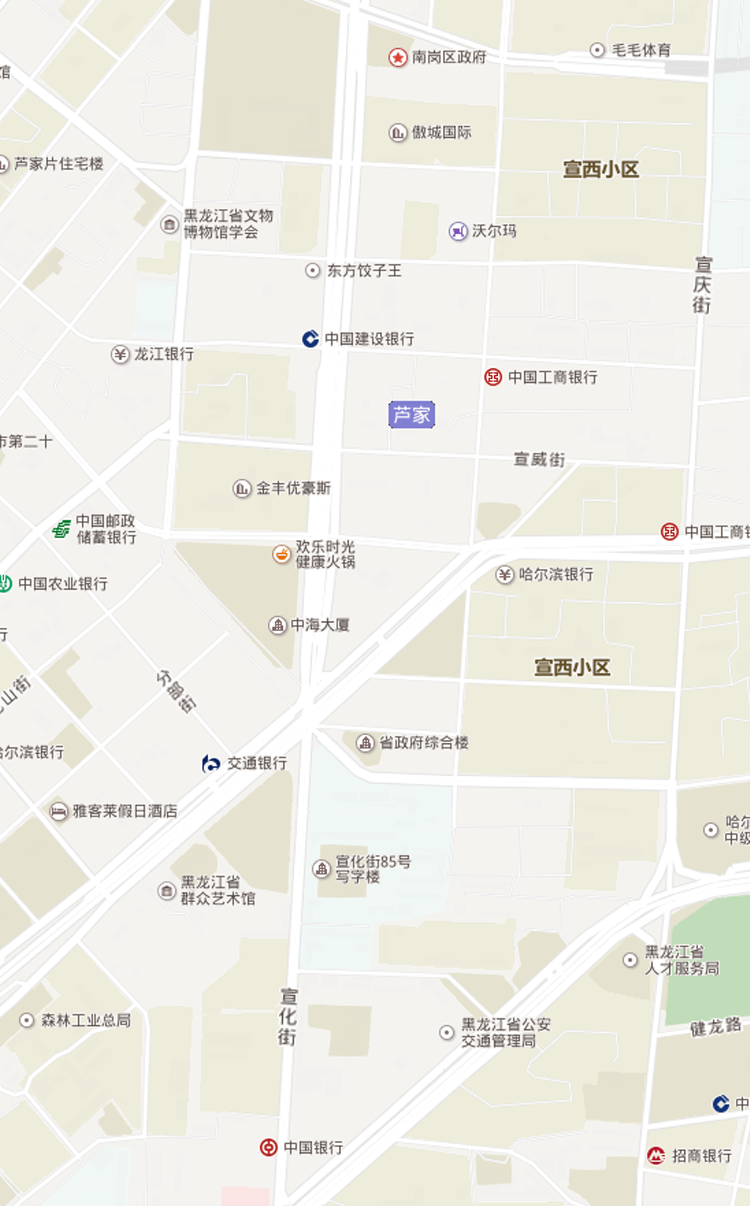 毛毛体育
南岗区政府
馆
傲城国际
芦家片住宅楼
宣西小区
黑龙江省文物
博物馆学会
沃尔玛
东方饺子王
宣庆街
中国建设银行
龙江银行
中国工商银行
芦家
市第二十
宣威街
金丰优豪斯
中国邮政
储蓄银行
中国工商银
欢乐时光
健康火锅
哈尔滨银行
中国农业银行
中海大厦
行
宣西小区
分部街
山街
省政府综合楼
哈尔滨银行
交通银行
雅客莱假日酒店
哈尔
中级
宣化街85号
写字楼
黑龙江省
群众艺术馆
黑龙江省
人才服务局
宣化街
森林工业总局
黑龙江省公安
交通管理局
健龙路
中
中国银行
招商银行